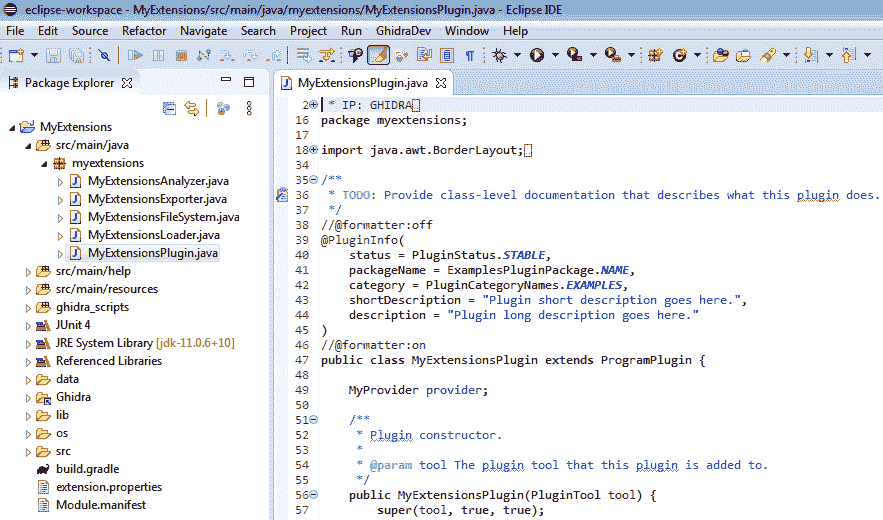 eclipse-workspace - MyExtensions/src/main/java/myextensions/MyExtensionsPlugin.java - Eclipse IDE
File Edit Source Refactor Navigate Search Project Run GhidraDev Window Help
Package Explorer
MyExtensions
src/main/java
myextensions
MyExtensionsAnalyzer.java
MyExtensionsExporter.java
MyExtensionsFileSystem.java
MyExtensionsLoader.java
MyExtensionsPlugin.java
src/main/help
src/main/resources
ghidra_scripts
JUnit 4
JRE System Library [jdk-11.0.6+10]
Referenced Libraries
data
Ghidra
lib
os
src
build.gradle
extension.properties
Module.manifest
MyExtensionsPlugin.java
2 * IP: GHIDRA
16 package myextensions;
17
18 import java.awt.BorderLayout;
34
35 /**
36 * TODO: Provide class-level documentation that describes what this plugin does.
37 */
38 //@formatter:off
39 @PluginInfo(
40 status = PluginStatus.STABLE,
41 packageName = ExamplesPluginPackage.NAME,
42 category = PluginCategoryNames.EXAMPLES,
43 shortDescription = "Plugin short description goes here.",
44 description = "Plugin long description goes here."
45 )
46 //@formatter:on
47 public class MyExtensionsPlugin extends ProgramPlugin {
48
49 MyProvider provider;
50
51 /**
52 * Plugin constructor.
53 *
54 * @param tool The plugin tool that this plugin is added to.
55 */
56 public MyExtensionsPlugin(PluginTool tool) {
57 super(tool, true, true);